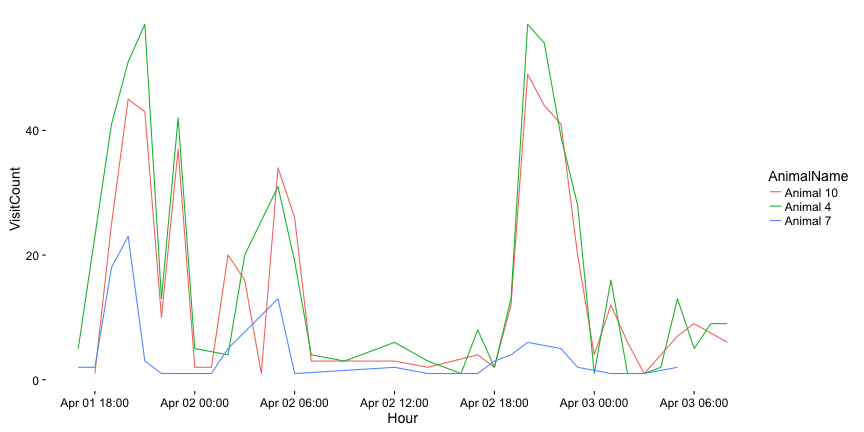 40
20
0
VisitCount
Apr 01 18:00 Apr 02 00:00 Apr 02 06:00 Apr 02 12:00 Apr 02 18:00 Apr 03 00:00 Apr 03 06:00
Hour
AnimalName
Animal 10
Animal 4
Animal 7